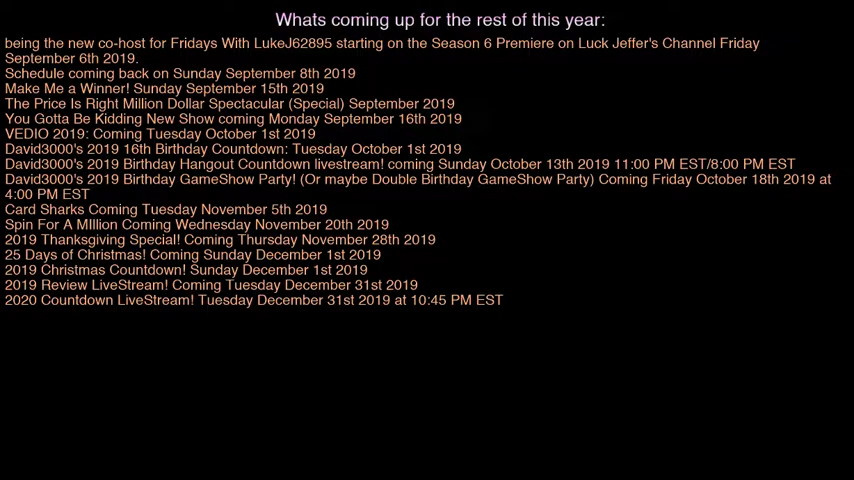 Whats coming up for the rest of this year:
being the new co-host for Fridays With LukeJ62895 starting on the Season 6 Premiere on Luck Jeffer's Channel Friday
September 6th 2019.
Schedule coming back on Sunday September 8th 2019
Make Me a Winner! Sunday September 15th 2019
The Price Is Right Million Dollar Spectacular (Special) September 2019
You Gotta Be Kidding New Show coming Monday September 16th 2019
VEDIO 2019: Coming Tuesday October 1st 2019
David3000's 2019 16th Birthday Countdown: Tuesday October 1st 2019
David3000's 2019 Birthday Hangout Countdown livestream! coming Sunday October 13th 2019 11:00 PM EST/8:00 PM EST
David3000's 2019 Birthday GameShow Party! (Or maybe Double Birthday GameShow Party) Coming Friday October 18th 2019 at
4:00 PM EST
Card Sharks Coming Tuesday November 5th 2019
Spin For A MIllion Coming Wednesday November 20th 2019
2019 Thanksgiving Special! Coming Thursday November 28th 2019
25 Days of Christmas! Coming Sunday December 1st 2019
2019 Christmas Countdown! Sunday December 1st 2019
2019 Review LiveStream! Coming Tuesday December 31st 2019
2020 Countdown LiveStream! Tuesday December 31st 2019 at 10:45 PM EST